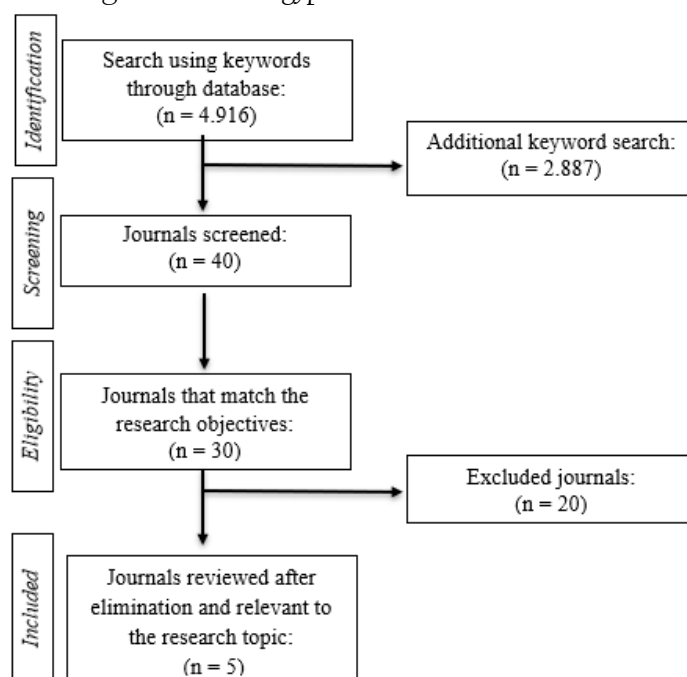 Identification
Search using keywords
through database:
(n = 4.916)
Additional keyword search:
(n = 2.887)
Screening
Journals screened:
(n = 40)
Eligibility
Journals that match the
research objectives:
(n = 30)
Excluded journals:
(n = 20)
Included
Journals reviewed after
elimination and relevant to
the research topic:
(n = 5)